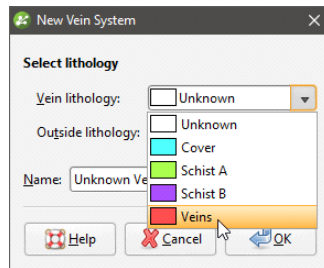 New Vein System
Select lithology
Vein lithology: Unknown
Unknown
Outside lithology:
Cover
Schist A
Name: Unknown Ve
Schist B
Veins
Help Cancel OK